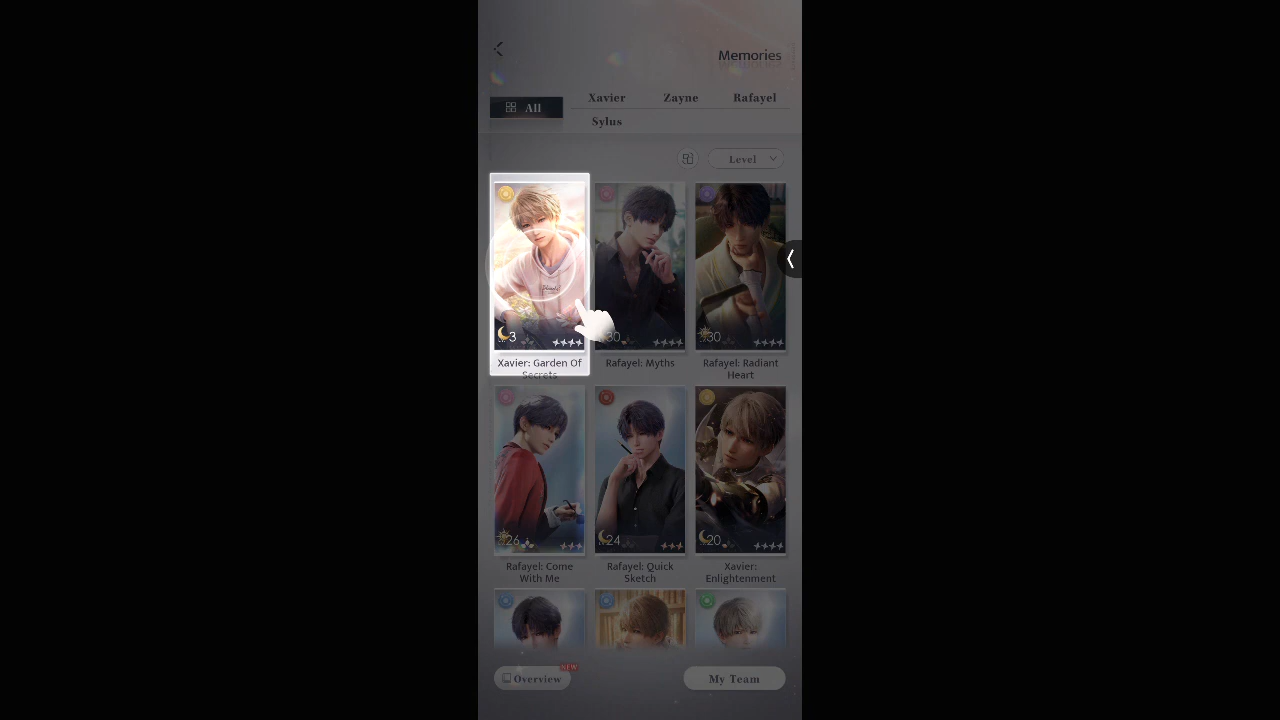 Memories
All
Xavier
Zayne
Rafayel
Sylus
Level
3
30
30
Xavier: Garden Of
Secrets
Rafayel: Myths
Rafayel: Radiant
Heart
26
24
20
Rafayel: Come
With Me
Rafayel: Quick
Sketch
Xavier:
Enlightenment
Overview
NEW
My Team